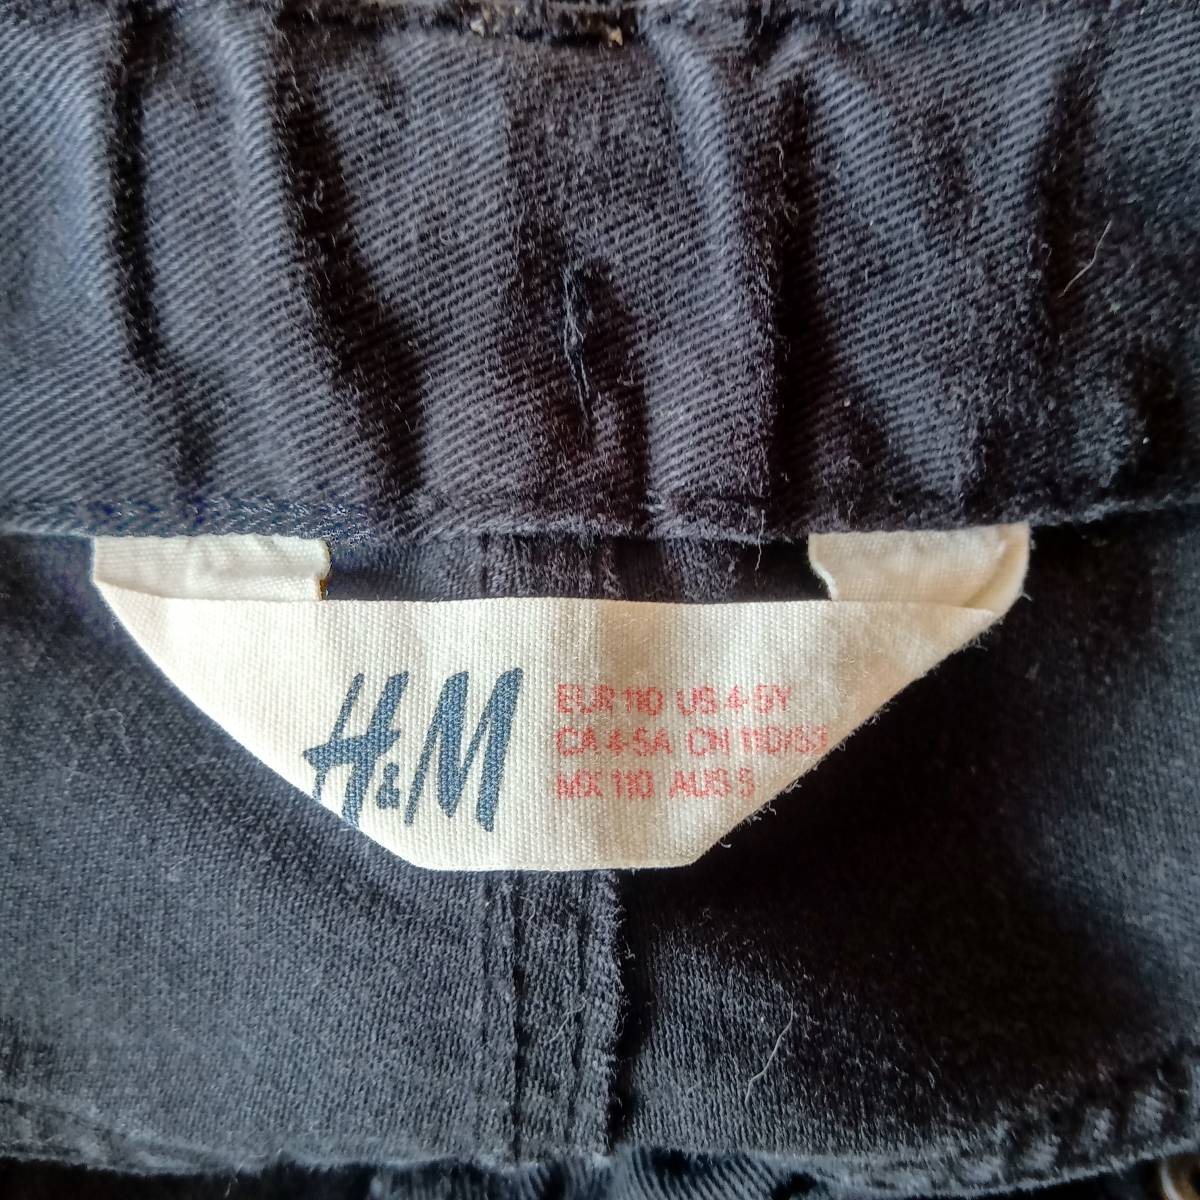 H&M
EUR 110 US 4-5Y
CA 4-5A CN 110/53
MX 110 AUS 5